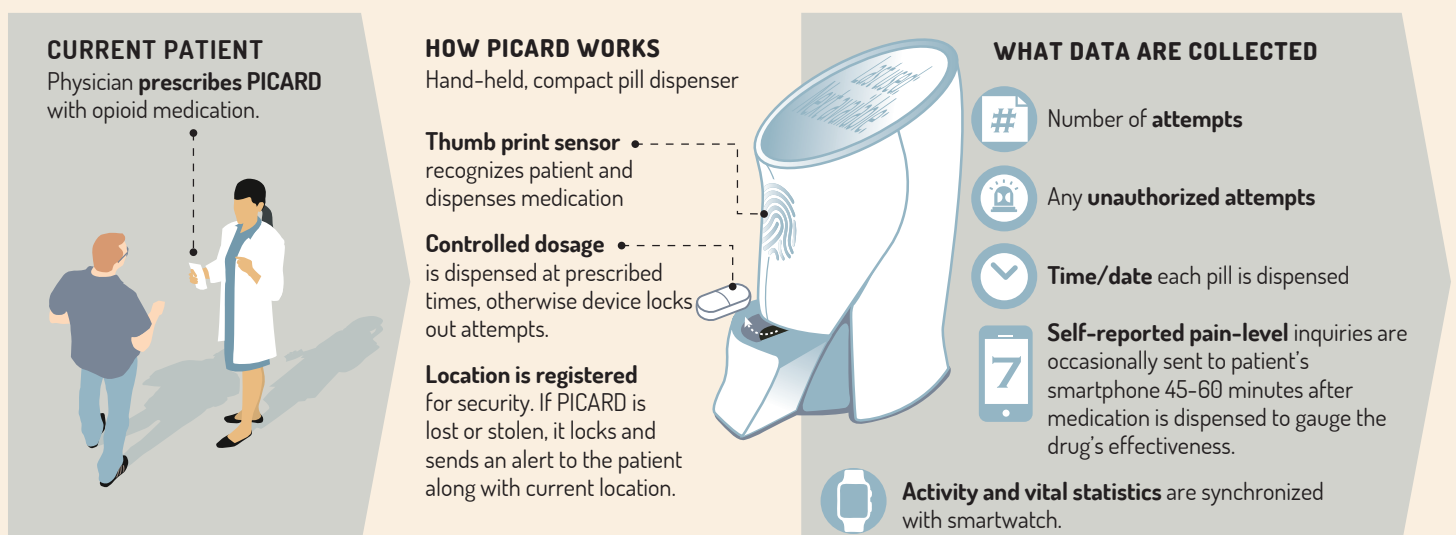 CURRENT PATIENT
Physician prescribes PICARD
with opioid medication.
HOW PICARD WORKS
Hand-held, compact pill dispenser
Thumb print sensor
recognizes patient and
dispenses medication
Controlled dosage
is dispensed at prescribed
times, otherwise device locks
out attempts.
Location is registered
for security. If PICARD is
lost or stolen, it locks and
sends an alert to the patient
along with current location.
WHAT DATA ARE COLLECTED
#
Number of attempts
Any unauthorized attempts
Time/date each pill is dispensed
7
Self-reported pain-level inquiries are
occasionally sent to patient's
smartphone 45-60 minutes after
medication is dispensed to gauge the
drug's effectiveness.
Activity and vital statistics are synchronized
with smartwatch.